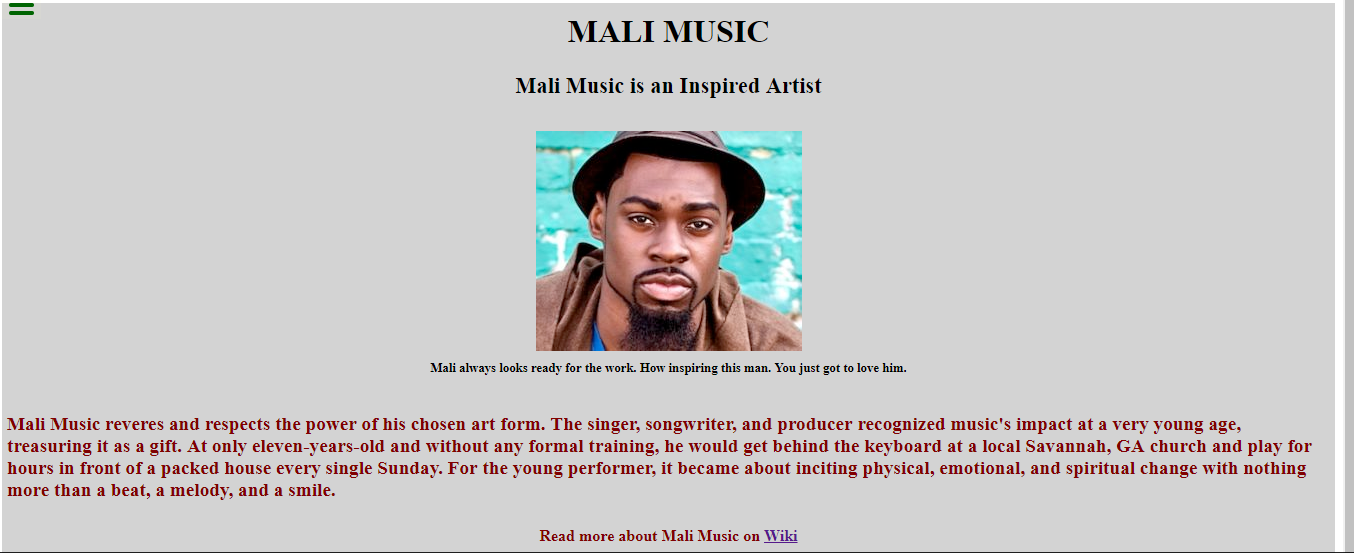 MALI MUSIC
Mali Music is an Inspired Artist
Mali always looks ready for the work. How inspiring this man. You just got to love him.
Mali Music reveres and respects the power of his chosen art form. The singer, songwriter, and producer recognized music's impact at a very young age,
treasuring it as a gift. At only eleven-years-old and without any formal training, he would get behind the keyboard at a local Savannah, GA church and play for
hours in front of a packed house every single Sunday. For the young performer, it became about inciting physical, emotional, and spiritual change with nothing
more than a beat, a melody, and a smile.
Read more about Mali Music on Wiki